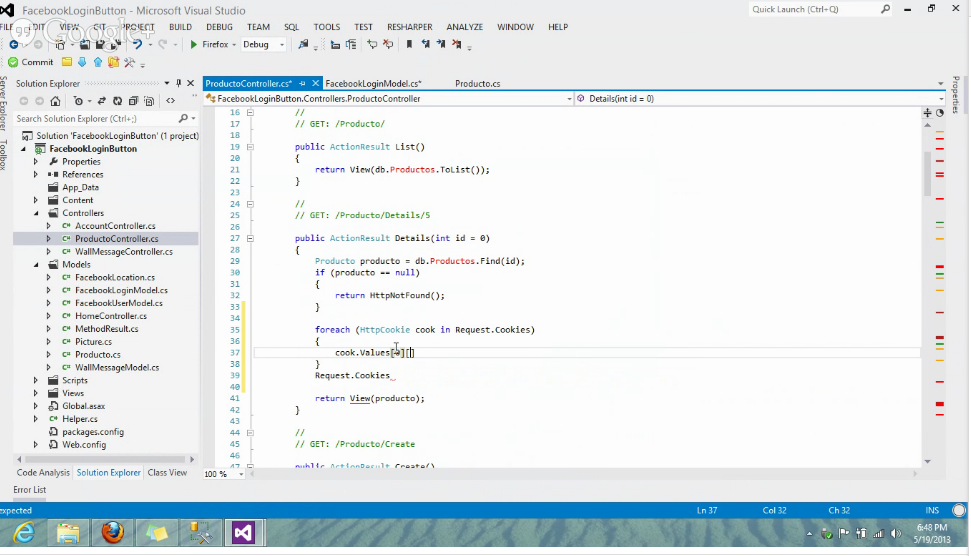 FacebookLoginButton - Microsoft Visual Studio
Quick Launch (Ctrl+Q)
FILE EDIT VIEW GIT PROJECT BUILD DEBUG TEAM SQL TOOLS TEST RESHARPER ANALYZE WINDOW HELP
Google+
Firefox Debug
Commit
Server Explorer
Toolbox
Solution Explorer
Search Solution Explorer (Ctrl+;)
Solution 'FacebookLoginButton' (1 project)
FacebookLoginButton
Properties
References
App_Data
Content
Controllers
AccountController.cs
ProductoController.cs
WallMessageController.cs
Models
FacebookLocation.cs
FacebookLoginModel.cs
FacebookUserModel.cs
HomeController.cs
MethodResult.cs
Picture.cs
Producto.cs
WallMessageModel.cs
Scripts
Views
Global.asax
Helper.cs
packages.config
Web.config
Code Analysis Solution Explorer Class View
Error List
ProductoController.cs* FacebookLoginModel.cs* Producto.cs
FacebookLoginButton.Controllers.ProductoController Details(int id = 0)
16 //
17 // GET: /Producto/
18
19 public ActionResult List()
20 {
21 return View(db.Productos.ToList());
22 }
23
24 //
25 // GET: /Producto/Details/5
26
27 public ActionResult Details(int id = 0)
28 {
29 Producto producto = db.Productos.Find(id);
30 if (producto == null)
31 {
32 return HttpNotFound();
33 }
34
35 foreach (HttpCookie cook in Request.Cookies)
36 {
37 cook.Values[0][]
38 }
39 Request.Cookies
40
41 return View(producto);
42 }
43
44 //
45 // GET: /Producto/Create
46
47 public ActionResult Create()
100 %
Properties
expected Ln 37 Col 32 Ch 32 INS
6:48 PM
5/19/2013